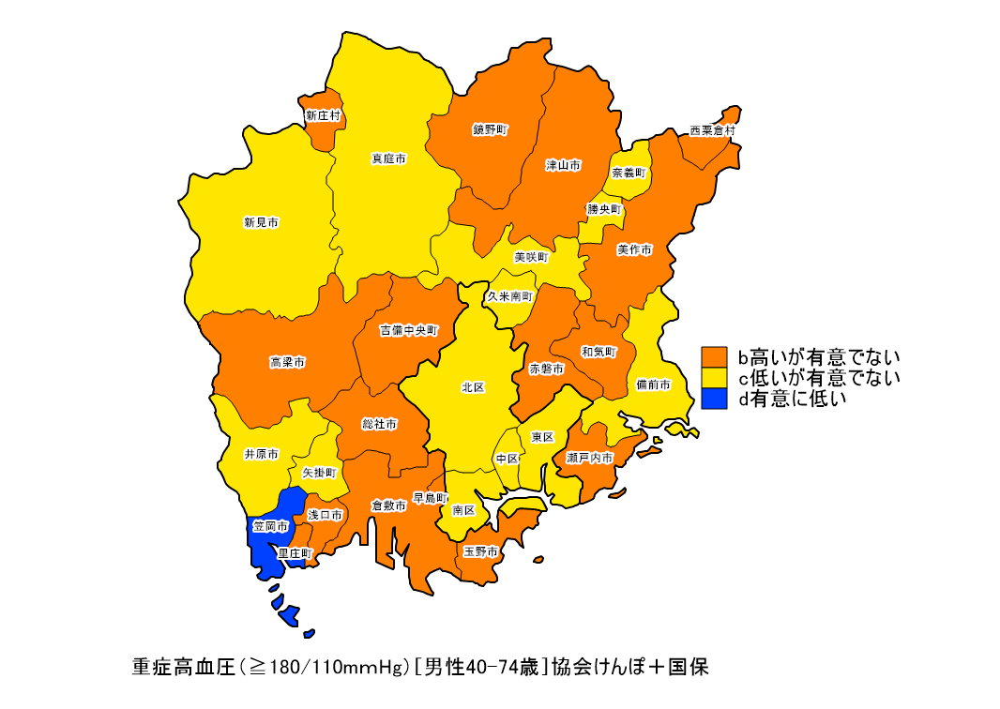 新庄村
鏡野町
西粟倉村
真庭市
津山市
奈義町
勝央町
新見市
美作市
美咲町
久米南町
吉備中央町
高梁市
和気町
赤磐市
備前市
北区
総社市
東区
井原市
中区
瀬戸内市
矢掛町
早島町
倉敷市
南区
浅口市
笠岡市
里庄町
玉野市
b高いが有意でない
c低いが有意でない
d有意に低い
重症高血圧(≧180/110mmHg)[男性40-74歳]協会けんぽ+国保